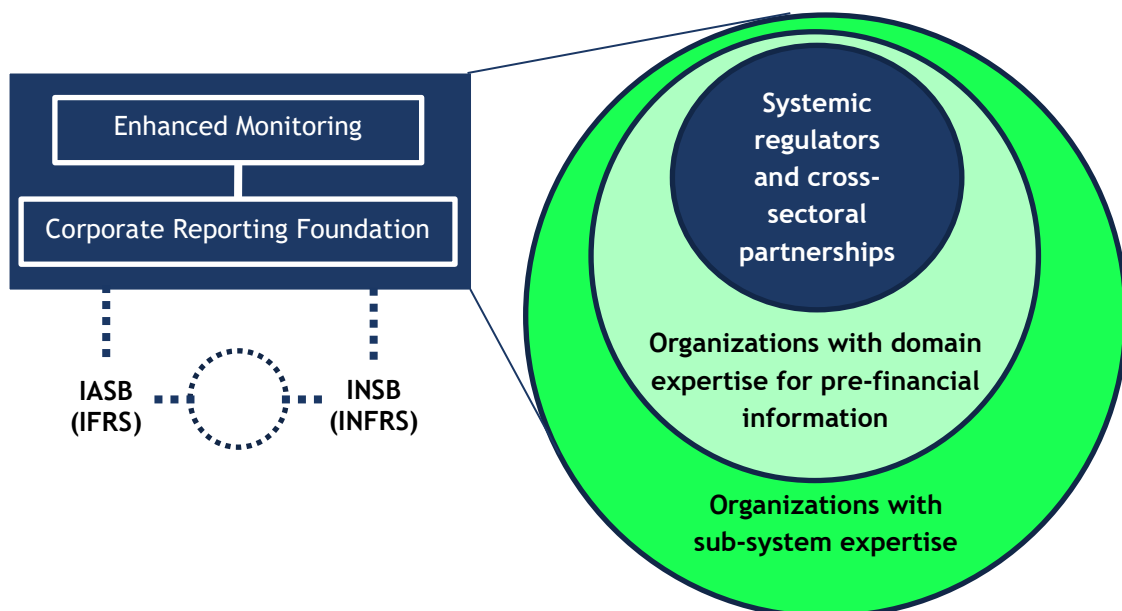 Enhanced Monitoring
Corporate Reporting Foundation
IASB
(IFRS)
INSB
(INFRS)
Systemic
regulators
and cross-
sectoral
partnerships
Organizations with domain
expertise for pre-financial
information
Organizations with
sub-system expertise